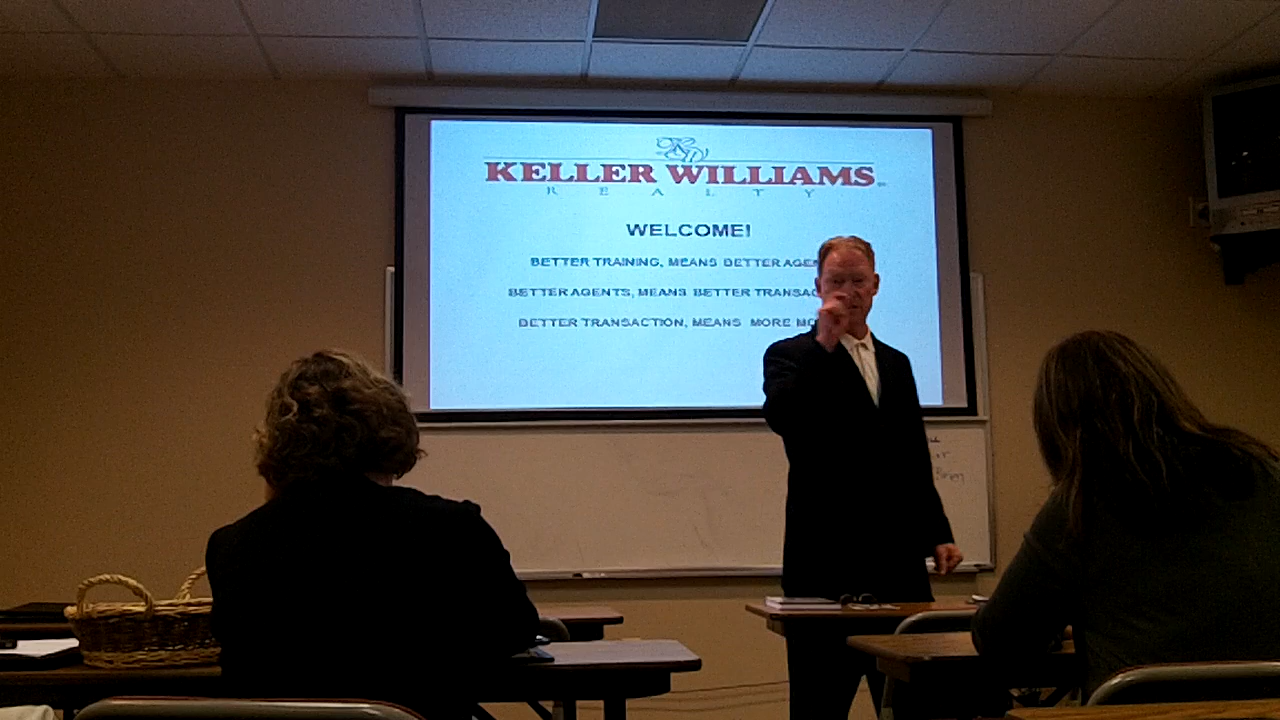 KELLER WILLIAMS
REALTY
WELCOME!
BETTER TRAINING, MEANS BETTER
BETTER AGENTS, MEANS BETTER
BETTER TRANSACTION, MEANS MORE